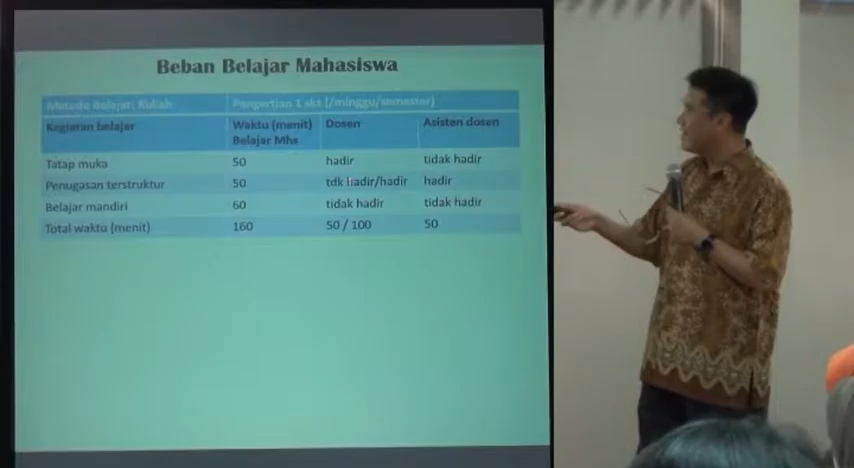 Beban Belajar Mahasiswa
Metode Belajar: Kuliah Pengertian 1 sks (/minggu/semester)
Kegiatan belajar Waktu (menit) Belajar Mhs Dosen Asisten dosen
Tatap muka 50 hadir tidak hadir
Penugasan terstruktur 50 tdk hadir/hadir hadir
Belajar mandiri 60 tidak hadir tidak hadir
Total waktu (menit) 160 50 / 100 50